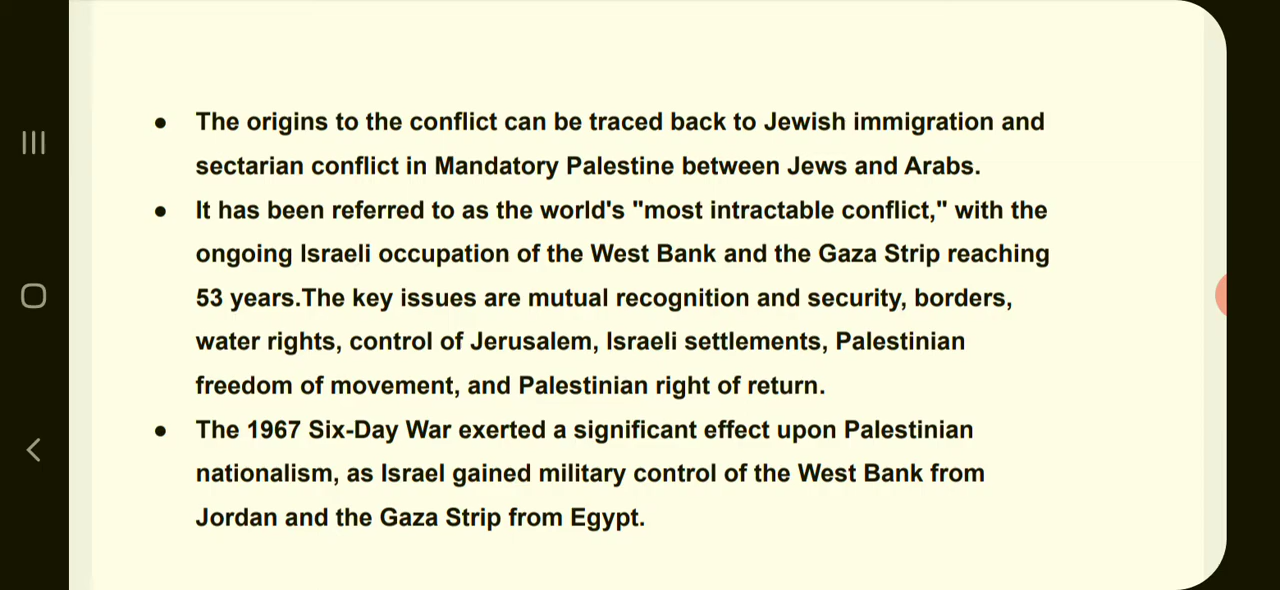 ● The origins to the conflict can be traced back to Jewish immigration and
sectarian conflict in Mandatory Palestine between Jews and Arabs.
● It has been referred to as the world's "most intractable conflict," with the
ongoing Israeli occupation of the West Bank and the Gaza Strip reaching
53 years.The key issues are mutual recognition and security, borders,
water rights, control of Jerusalem, Israeli settlements, Palestinian
freedom of movement, and Palestinian right of return.
● The 1967 Six-Day War exerted a significant effect upon Palestinian
nationalism, as Israel gained military control of the West Bank from
Jordan and the Gaza Strip from Egypt.